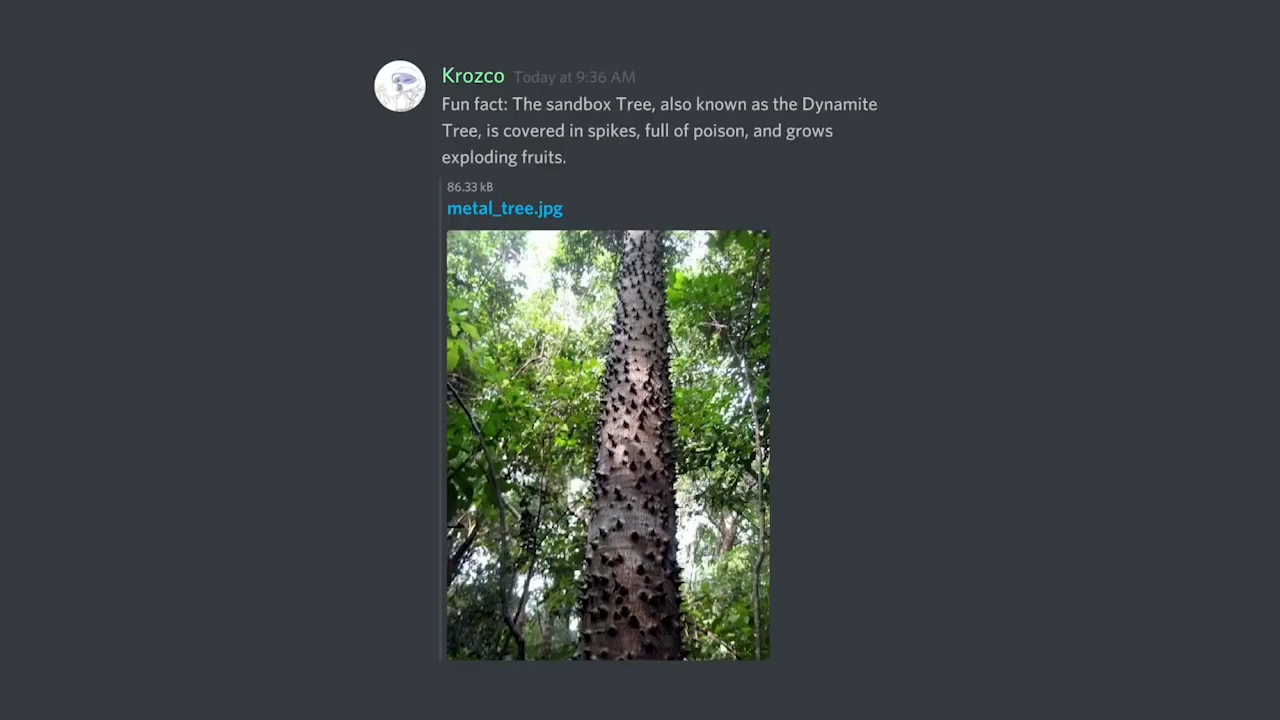 Krozco Today at 9:36 AM
Fun fact: The sandbox Tree, also known as the Dynamite
Tree, is covered in spikes, full of poison, and grows
exploding fruits.
86.33 kB
metal_tree.jpg